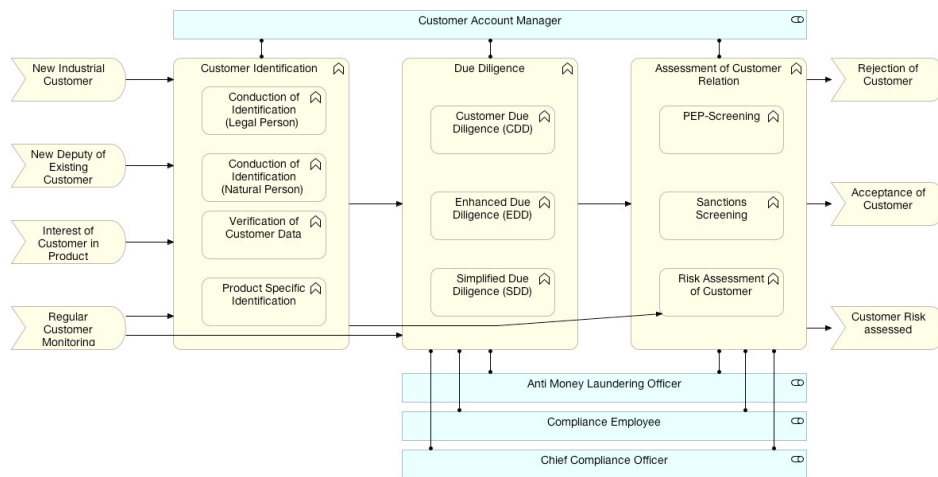 Customer Account Manager
New Industrial
Customer
New Deputy of
Existing
Customer
Interest of
Customer in
Product
Regular
Customer
Monitoring
Customer Identification
Conduction of
Identification
(Legal Person)
Conduction of
Identification
(Natural Person)
Verification of
Customer Data
Product Specific
Identification
Due Diligence
Customer Due
Diligence (CDD)
Enhanced Due
Diligence (EDD)
Simplified Due
Diligence (SDD)
Assessment of Customer
Relation
PEP-Screening
Sanctions
Screening
Risk Assessment
of Customer
Rejection of
Customer
Acceptance of
Customer
Customer Risk
assessed
Anti Money Laundering Officer
Compliance Employee
Chief Compliance Officer